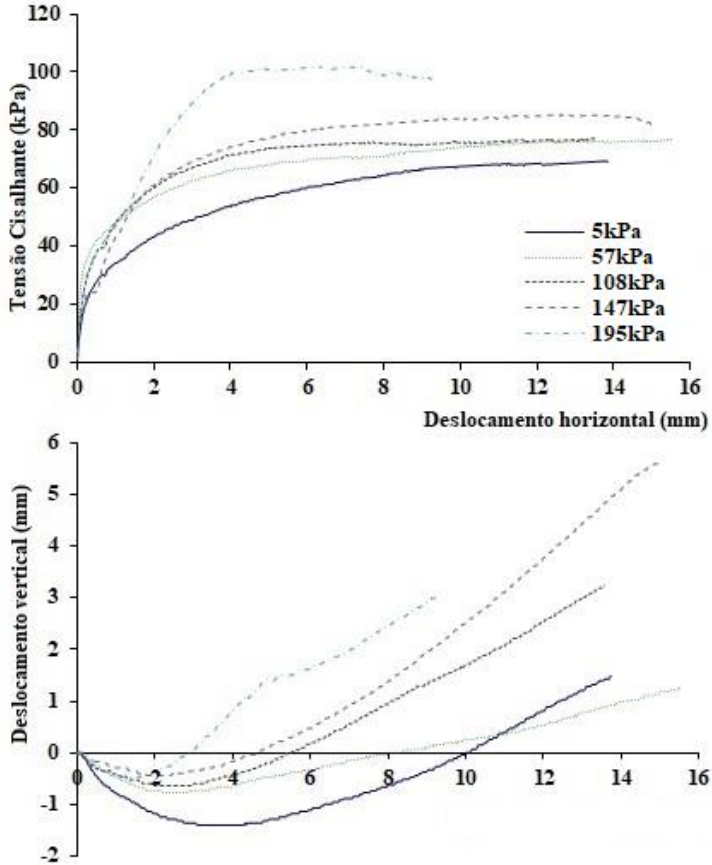 Tensão Cisalhante (kPa)
120
100
80
60
40
20
0
5kPa
57kPa
108kPa
147kPa
195kPa
0 2 4 6 8 10 12 14 16
Deslocamento horizontal (mm)
Deslocamento vertical (mm)
6
5
4
3
2
1
0
-1
-2
0 2 4 6 8 10 12 14 16